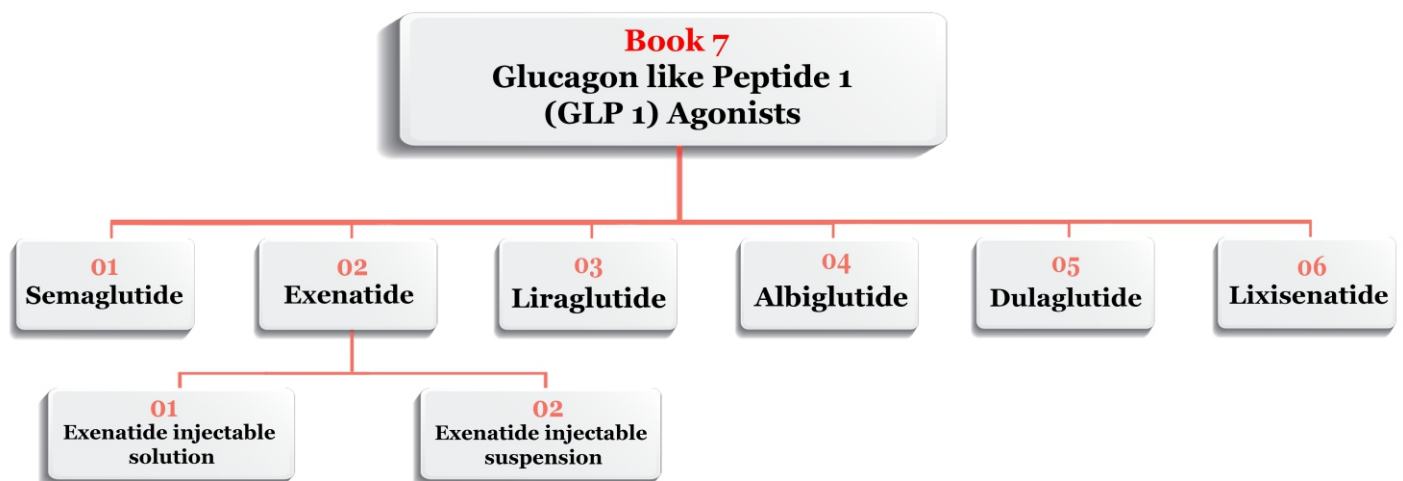 Book 7
Glucagon like Peptide 1
(GLP 1) Agonists
01
Semaglutide
02
Exenatide
03
Liraglutide
04
Albiglutide
05
Dulaglutide
06
Lixisenatide
01
Exenatide injectable
solution
02
Exenatide injectable
suspension